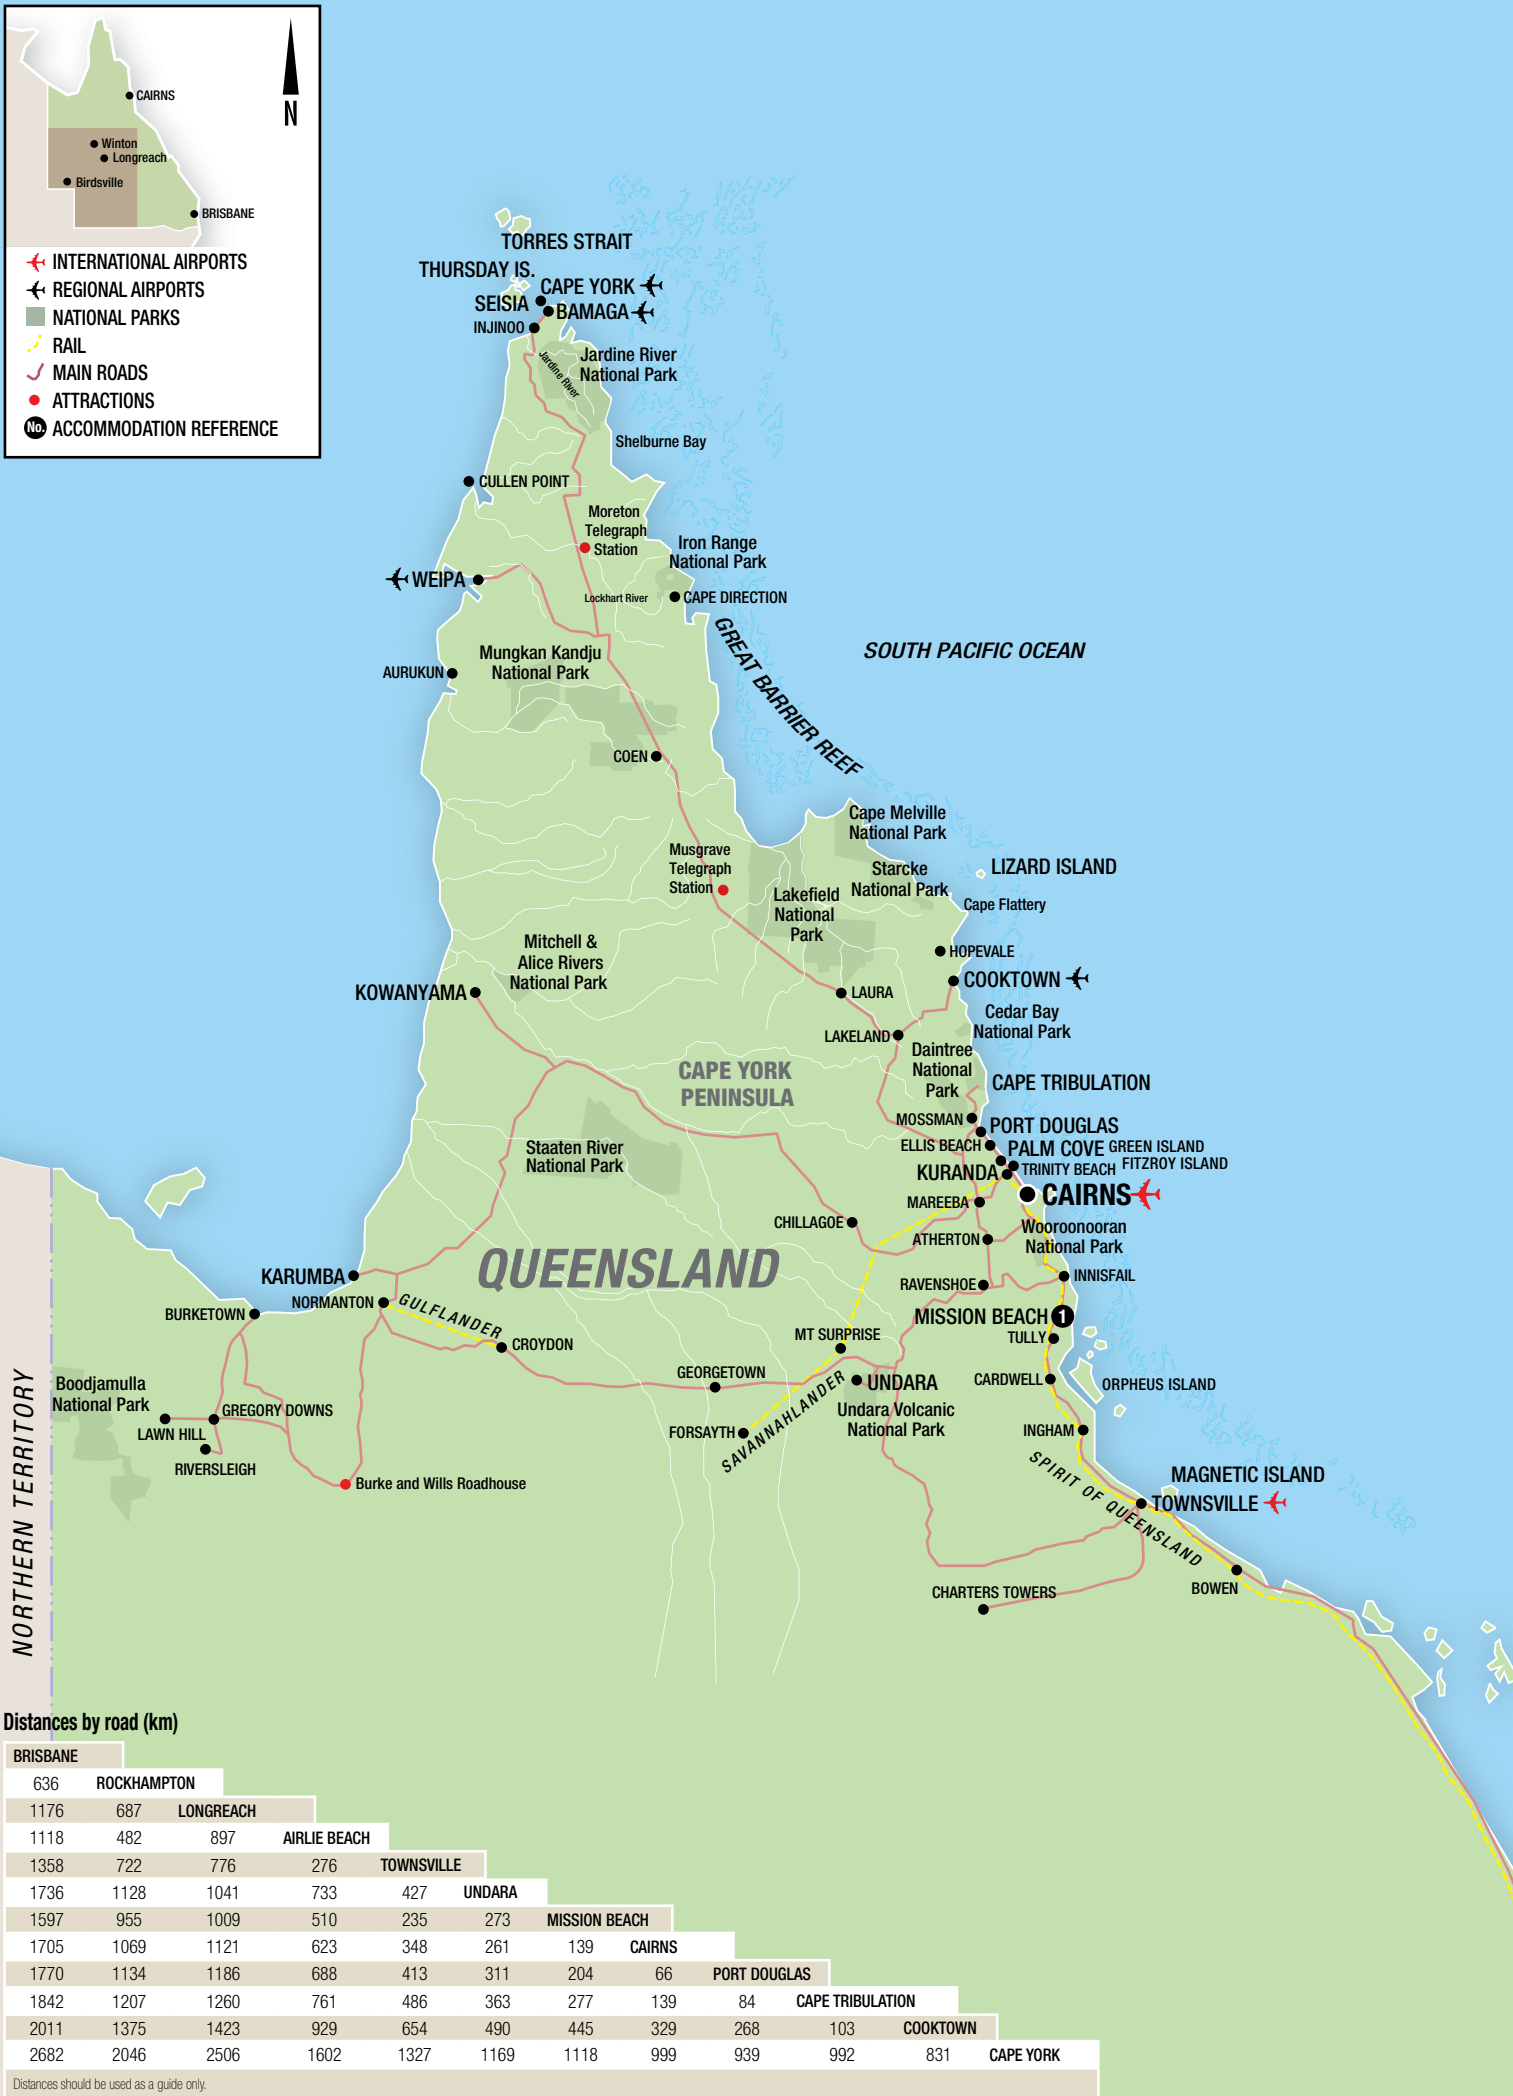 CAIRNS
Winton
Longreach
Birdsville
BRISBANE
N
INTERNATIONAL AIRPORTS
REGIONAL AIRPORTS
NATIONAL PARKS
RAIL
MAIN ROADS
ATTRACTIONS
No. ACCOMMODATION REFERENCE
TORRES STRAIT
THURSDAY IS.
CAPE YORK
SEISIA
BAMAGA
INJINOO
Jardine River
Jardine River
National Park
Shelburne Bay
CULLEN POINT
Moreton
Telegraph
Station
Iron Range
National Park
WEIPA
Lockhart River
CAPE DIRECTION
GREAT BARRIER REEF
SOUTH PACIFIC OCEAN
Mungkan Kandju
National Park
AURUKUN
COEN
Cape Melville
National Park
Musgrave
Telegraph
Station
Starcke
National Park
LIZARD ISLAND
Lakefield
National
Park
Cape Flattery
Mitchell &
Alice Rivers
National Park
HOPEVALE
COOKTOWN
KOWANYAMA
LAURA
Cedar Bay
National Park
LAKELAND
Daintree
National
Park
CAPE YORK
PENINSULA
CAPE TRIBULATION
MOSSMAN
PORT DOUGLAS
Staaten River
National Park
ELLIS BEACH
PALM COVE
GREEN ISLAND
KURANDA
TRINITY BEACH
FITZROY ISLAND
MAREEBA
CAIRNS
CHILLAGOE
ATHERTON
Wooroonooran
National Park
QUEENSLAND
KARUMBA
RAVENSHOE
INNISFAIL
NORMANTON
GULFLANDER
BURKETOWN
MISSION BEACH 1
MT SURPRISE
TULLY
CROYDON
GEORGETOWN
UNDARA
CARDWELL
ORPHEUS ISLAND
NORTHERN TERRITORY
Boodjamulla
National Park
GREGORY DOWNS
LAWN HILL
RIVERSLEIGH
FORSAYTH
SAVANNAHLANDER
Undara Volcanic
National Park
INGHAM
Burke and Wills Roadhouse
SPIRIT OF QUEENSLAND
MAGNETIC ISLAND
TOWNSVILLE
BOWEN
CHARTERS TOWERS
Distances by road (km)
BRISBANE
636 ROCKHAMPTON
1176 687 LONGREACH
1118 482 897 AIRLIE BEACH
1358 722 776 276 TOWNSVILLE
1736 1128 1041 733 427 UNDARA
1597 955 1009 510 235 273 MISSION BEACH
1705 1069 1121 623 348 261 139 CAIRNS
1770 1134 1186 688 413 311 204 66 PORT DOUGLAS
1842 1207 1260 761 486 363 277 139 84 CAPE TRIBULATION
2011 1375 1423 929 654 490 445 329 268 103 COOKTOWN
2682 2046 2506 1602 1327 1169 1118 999 939 992 831 CAPE YORK
Distances should be used as a guide only.